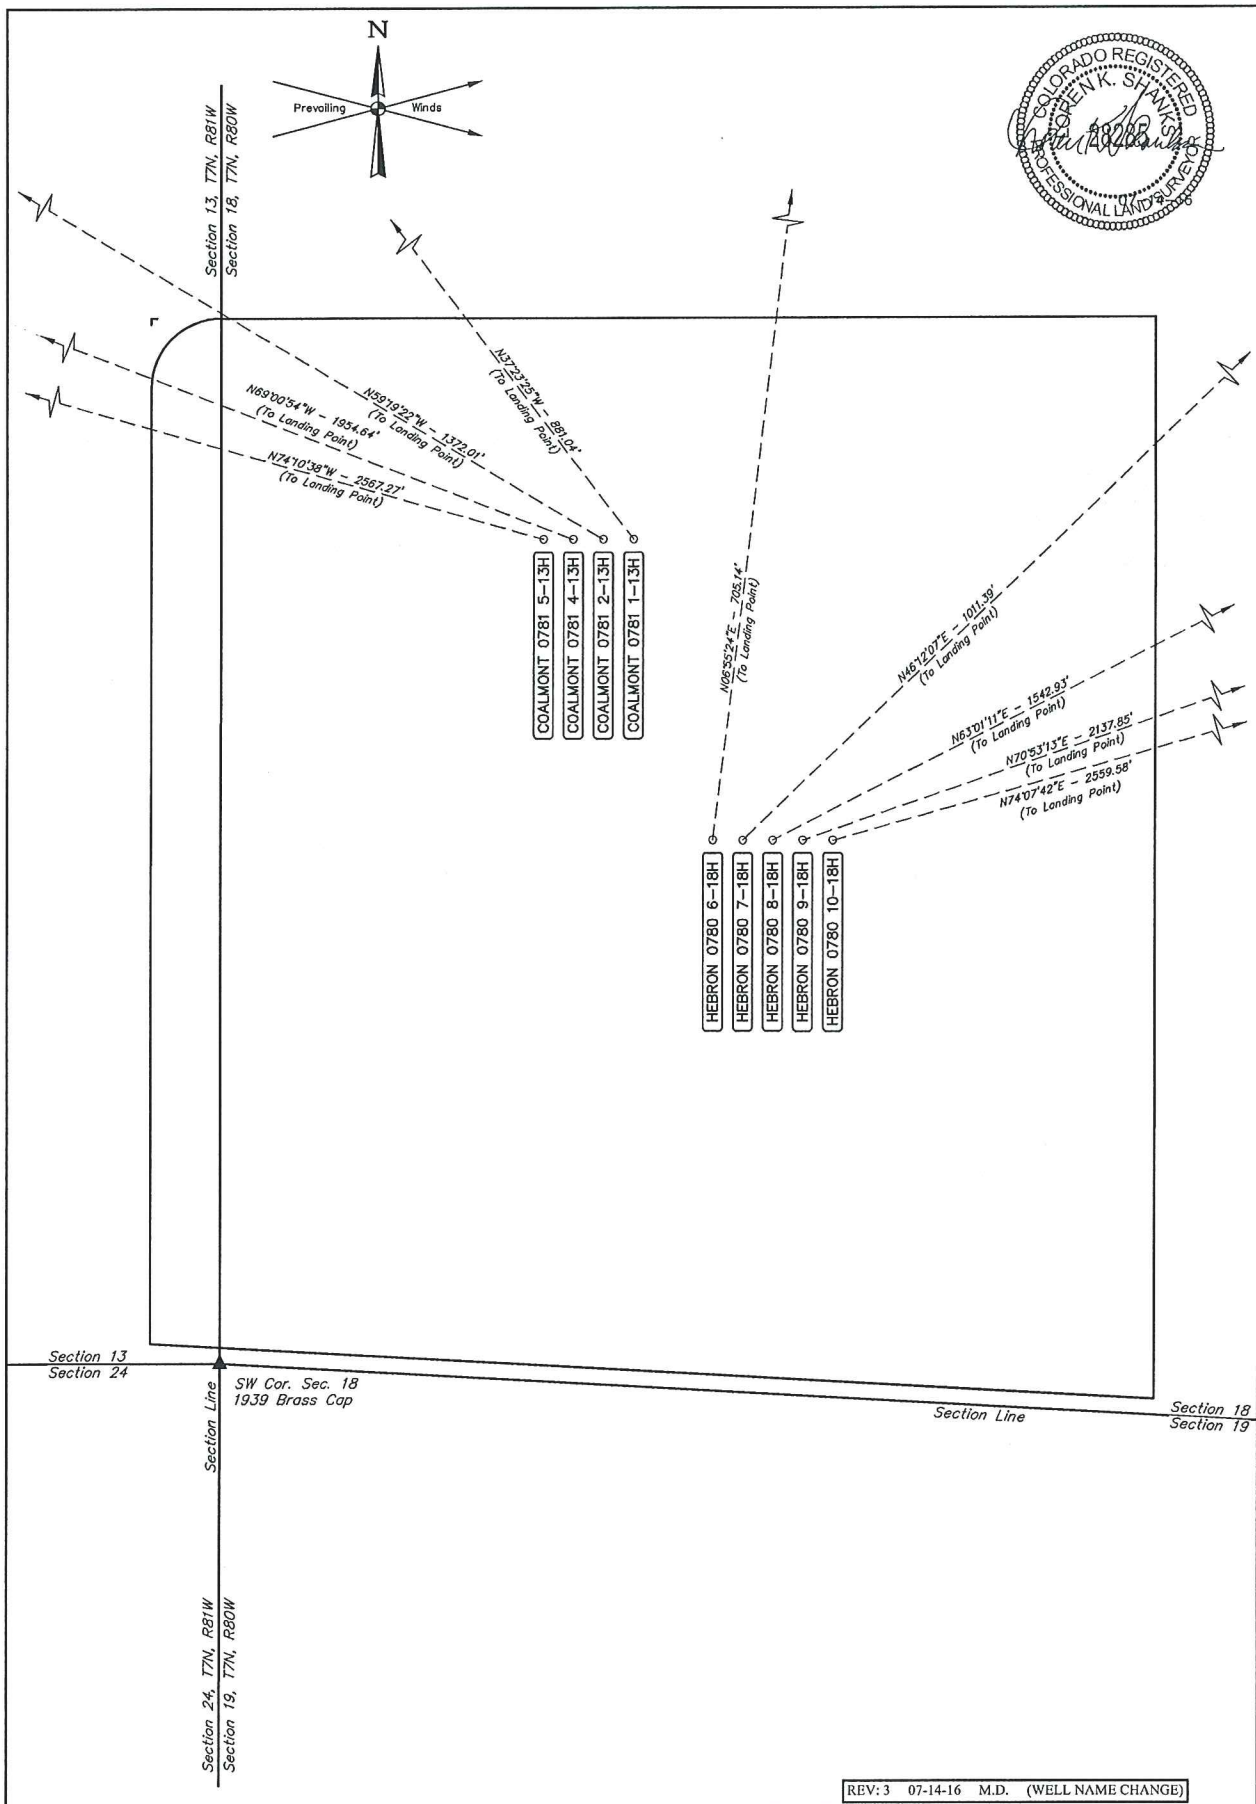 N
Prevailing Winds
COLORADO REGISTERED
LOREN K. SHANKS
28285
PROFESSIONAL LAND SURVEYOR
Section 13, T7N, R81W
Section 18, T7N, R80W
N37°23'25"W - 881.04'
(To Landing Point)
N59°19'22"W - 1372.01'
(To Landing Point)
N69°00'54"W - 1954.64'
(To Landing Point)
N74°10'38"W - 2567.27'
(To Landing Point)
COALMONT 0781 5-13H
COALMONT 0781 4-13H
COALMONT 0781 2-13H
COALMONT 0781 1-13H
N06°55'24"E - 705.14'
(To Landing Point)
N46°12'07"E - 1011.39'
(To Landing Point)
N63°01'11"E - 1542.93'
(To Landing Point)
N70°53'13"E - 2137.85'
(To Landing Point)
N74°07'42"E - 2559.58'
(To Landing Point)
HEBRON 0780 6-18H
HEBRON 0780 7-18H
HEBRON 0780 8-18H
HEBRON 0780 9-18H
HEBRON 0780 10-18H
Section 13
Section 24
SW Cor. Sec. 18
1939 Brass Cap
Section Line
Section Line
Section 18
Section 19
Section 24, T7N, R81W
Section 19, T7N, R80W
REV: 3 07-14-16 M.D. (WELL NAME CHANGE)